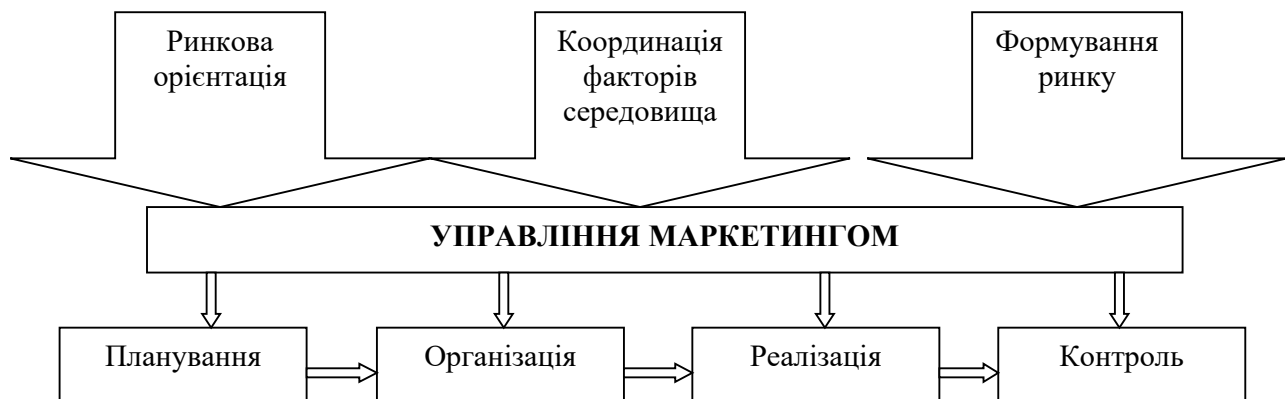 Ринкова
орієнтація
Координація
факторів
середовища
Формування
ринку
УПРАВЛІННЯ МАРКЕТИНГОМ
Планування
Організація
Реалізація
Контроль